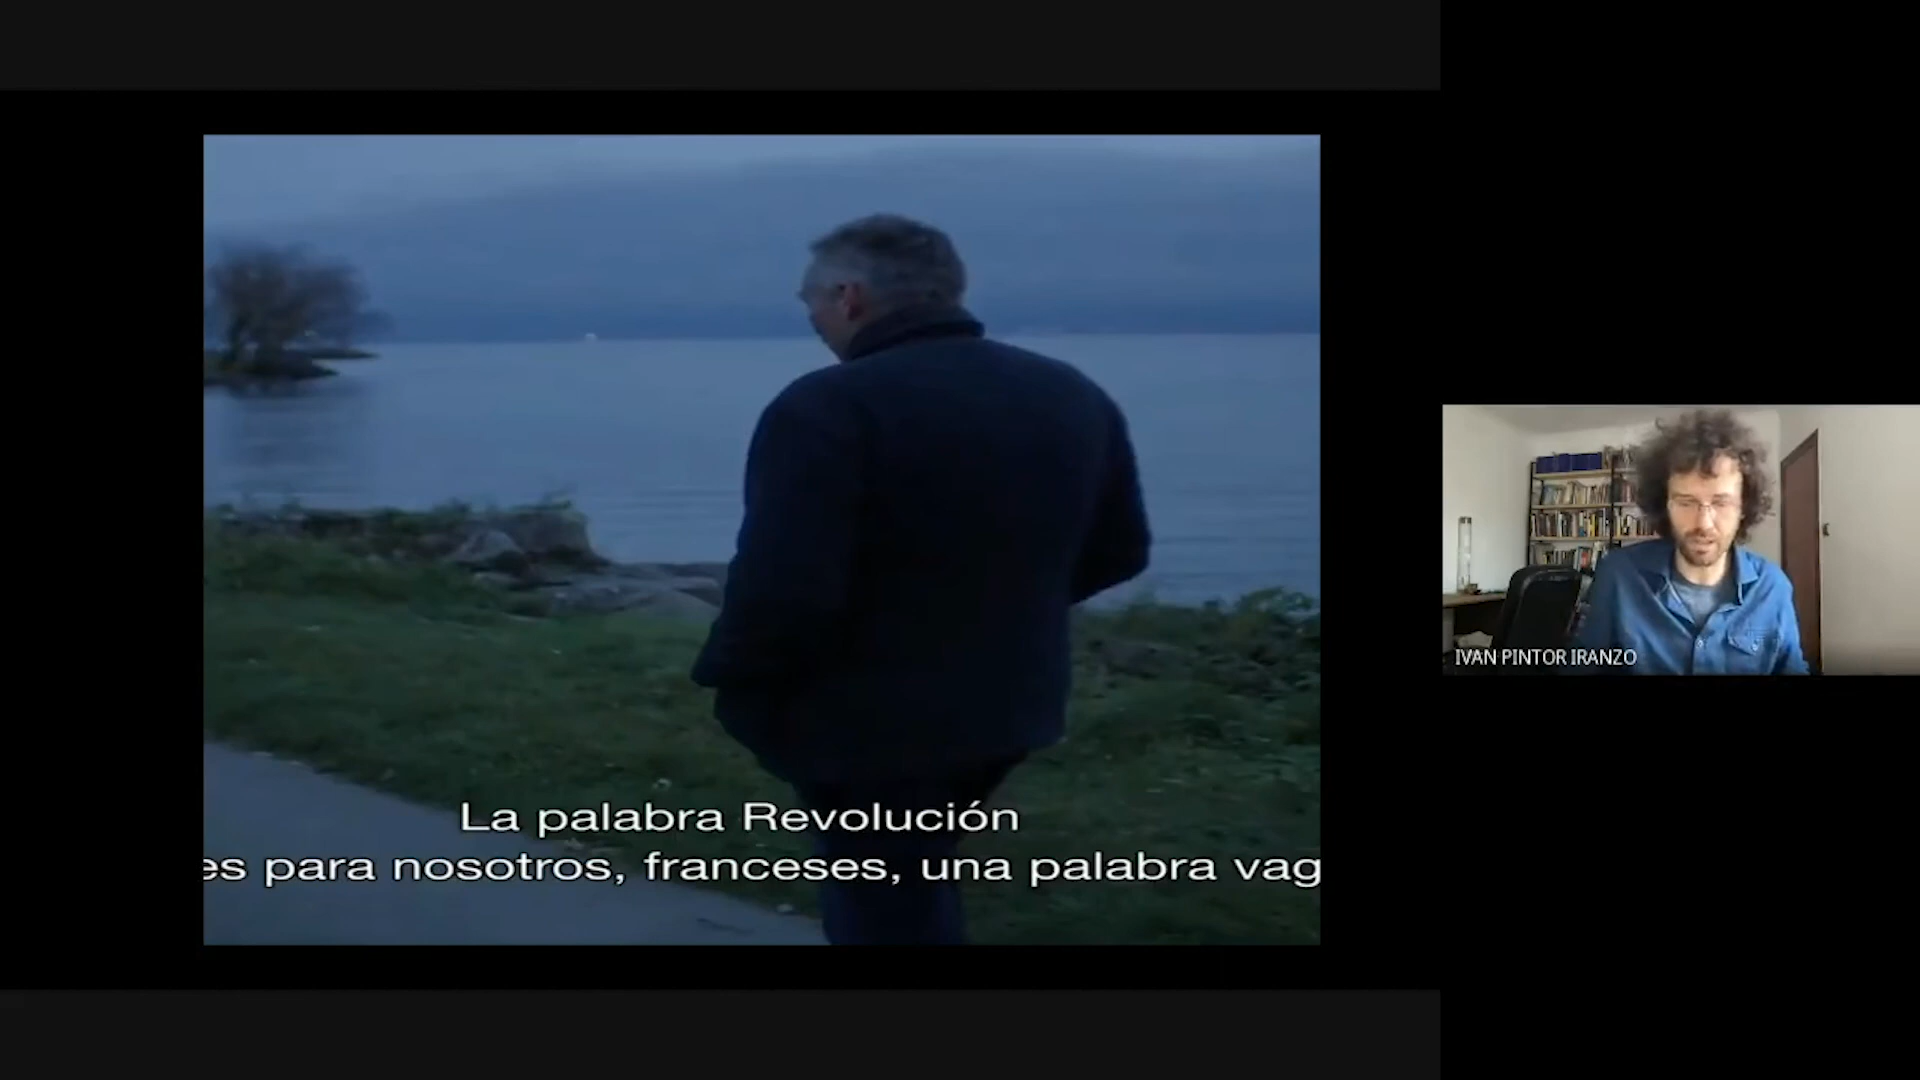 La palabra Revolución
es para nosotros, franceses, una palabra vag
IVAN PINTOR IRANZO